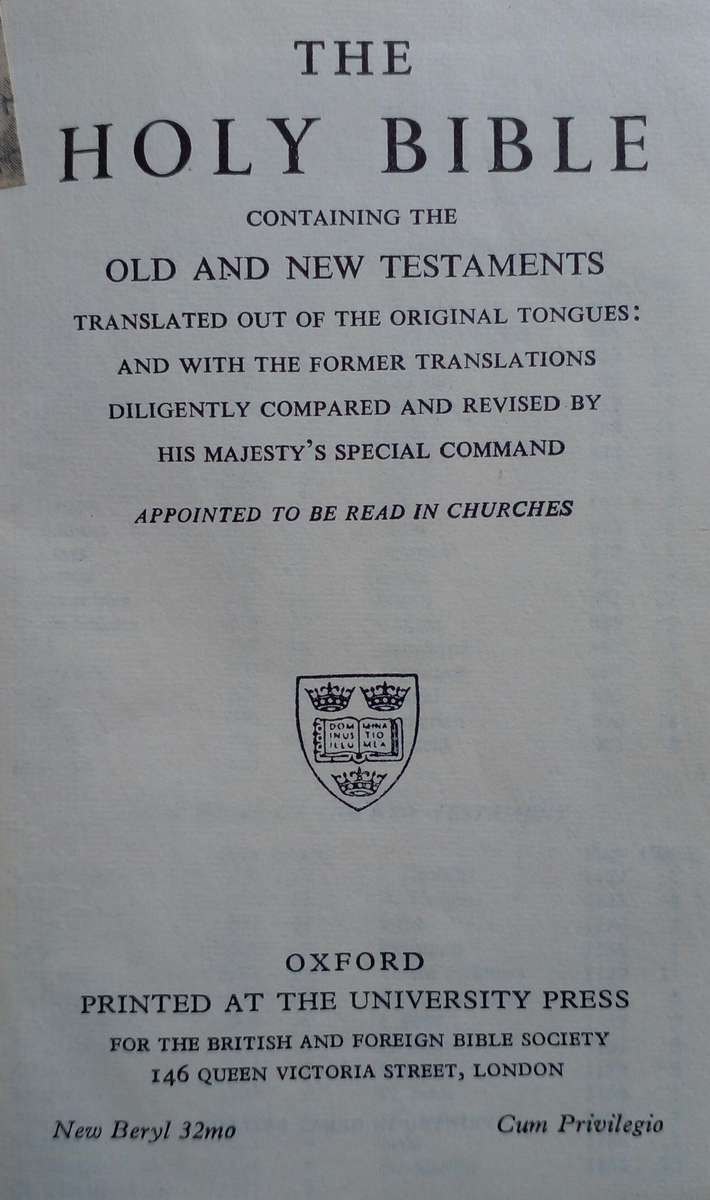 THE
HOLY BIBLE
CONTAINING THE
OLD AND NEW TESTAMENTS
TRANSLATED OUT OF THE ORIGINAL TONGUES:
AND WITH THE FORMER TRANSLATIONS
DILIGENTLY COMPARED AND REVISED BY
HIS MAJESTY'S SPECIAL COMMAND
APPOINTED TO BE READ IN CHURCHES
DOM MINA
INUS TIO
ILLU MEA
OXFORD
PRINTED AT THE UNIVERSITY PRESS
FOR THE BRITISH AND FOREIGN BIBLE SOCIETY
146 QUEEN VICTORIA STREET, LONDON
New Beryl 32mo Cum Privilegio